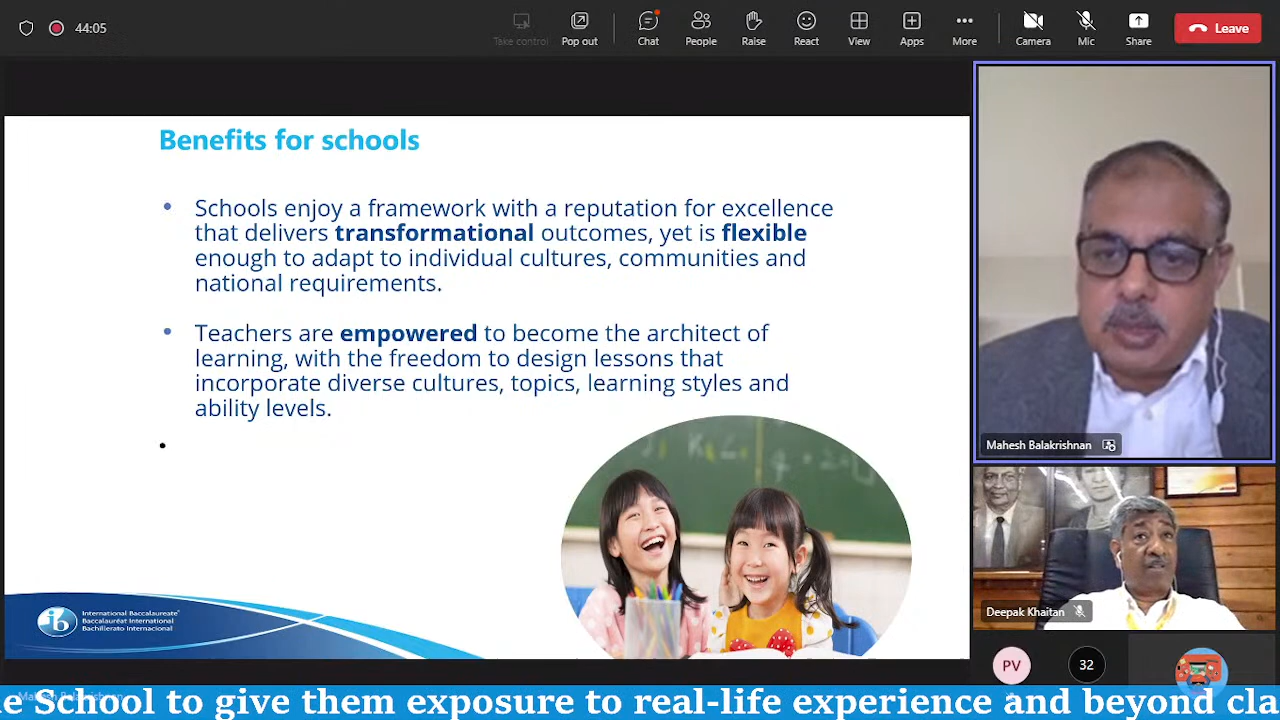 44:05
Take control
Pop out
Chat
People
Raise
React
View
Apps
More
Camera
Mic
Share
Leave
Benefits for schools
Schools enjoy a framework with a reputation for excellence
that delivers transformational outcomes, yet is flexible
enough to adapt to individual cultures, communities and
national requirements.
Teachers are empowered to become the architect of
learning, with the freedom to design lessons that
incorporate diverse cultures, topics, learning styles and
ability levels.
International Baccalaureate
Baccalauréat International
Bachillerato Internacional
Mahesh Balakrishnan
Deepak Khaitan
PV
32
Mahesh Balakrishnan
e School to give them exposure to real-life experience and beyond cla